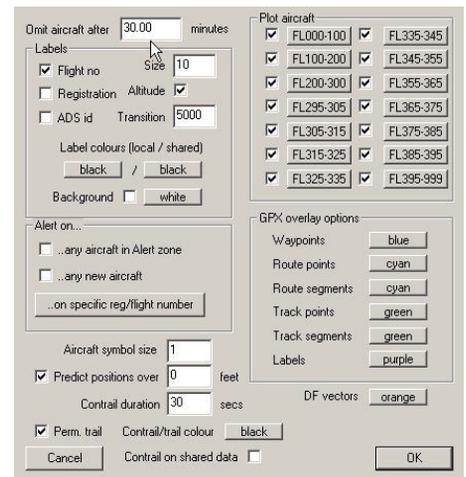 Omit aircraft after 30.00 minutes
Labels
Flight no Size 10
Registration Altitude
ADS id Transition 5000
Label colours (local / shared)
black / black
Background white
Alert on...
..any aircraft in Alert zone
..any new aircraft
..on specific reg/flight number
Aircraft symbol size 1
Predict positions over 0 feet
Contrail duration 30 secs
Perm. trail Contrail/trail colour black
Cancel Contrail on shared data
Plot aircraft
FL000-100 FL335-345
FL100-200 FL345-355
FL200-300 FL355-365
FL295-305 FL365-375
FL305-315 FL375-385
FL315-325 FL385-395
FL325-335 FL395-999
GPX overlay options
Waypoints blue
Route points cyan
Route segments cyan
Track points green
Track segments green
Labels purple
DF vectors orange
OK